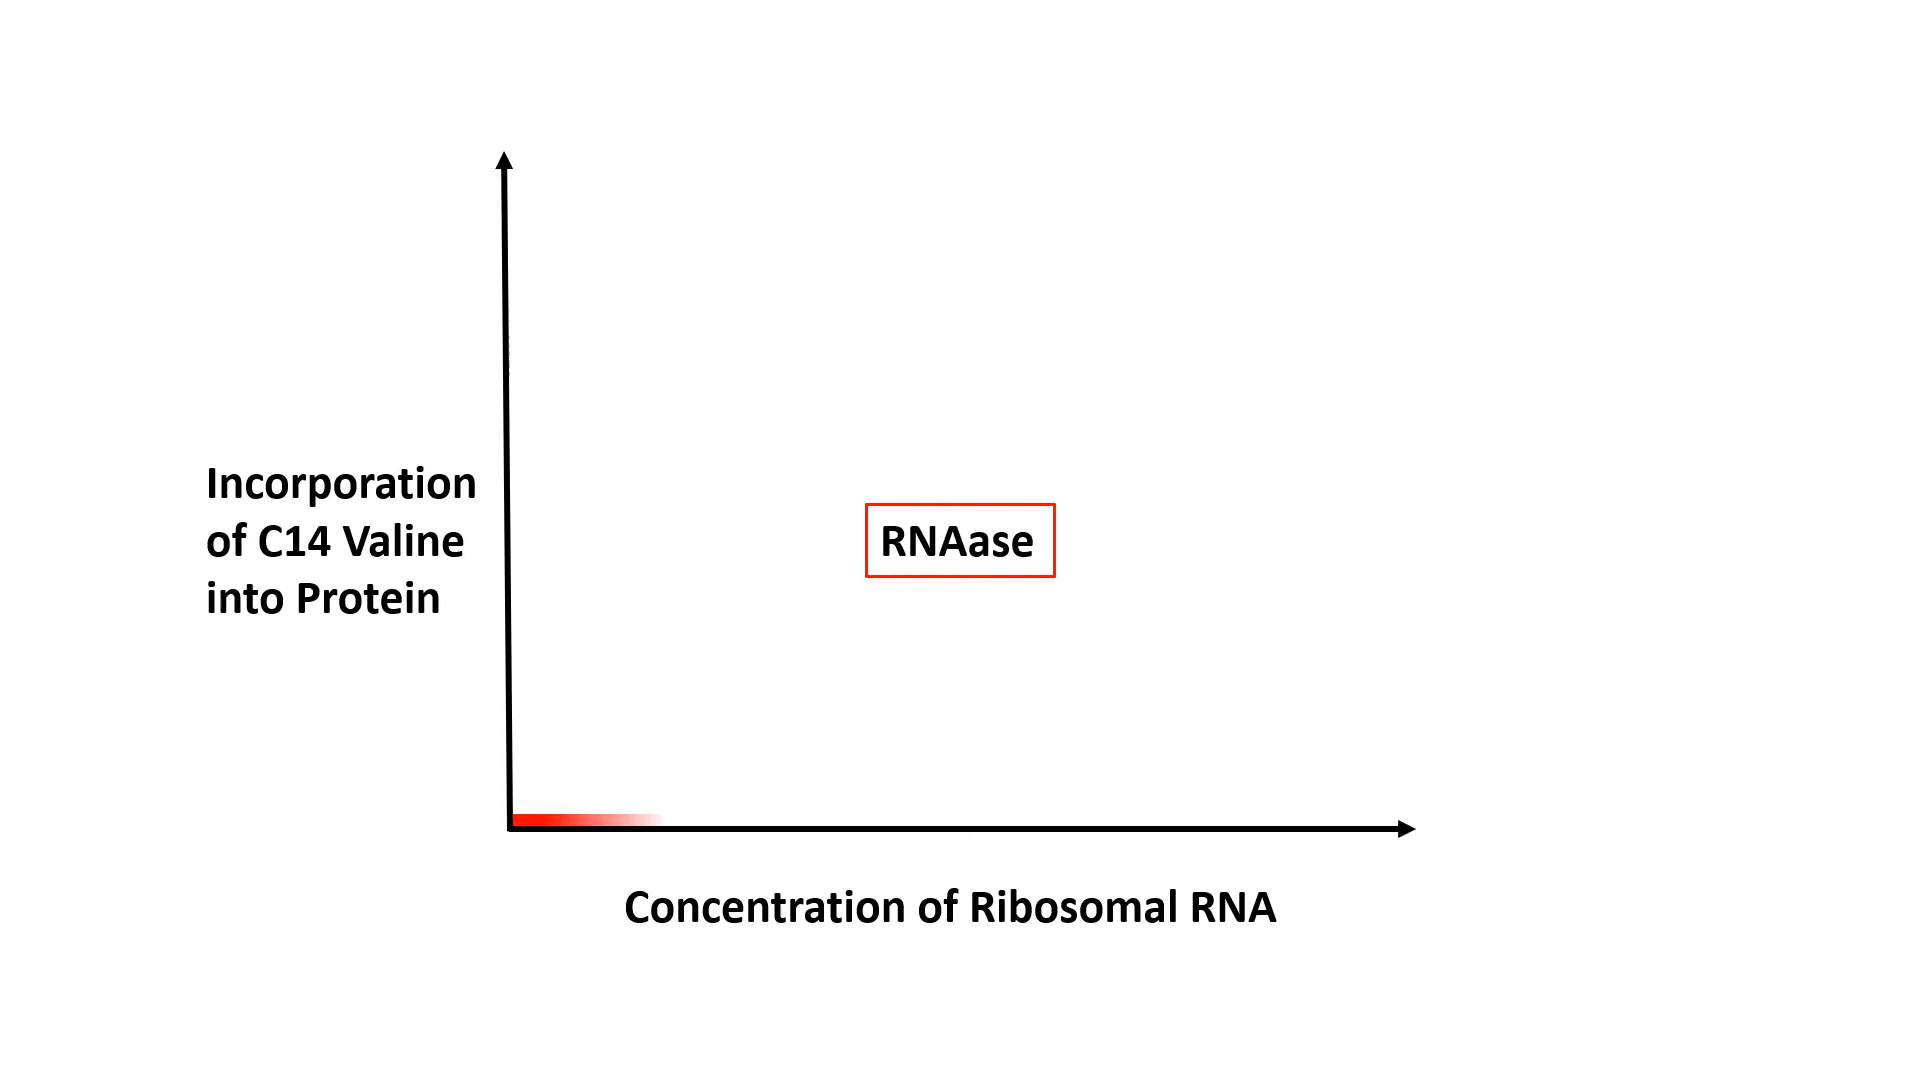 Incorporation
of C14 Valine
into Protein
RNAase
Concentration of Ribosomal RNA